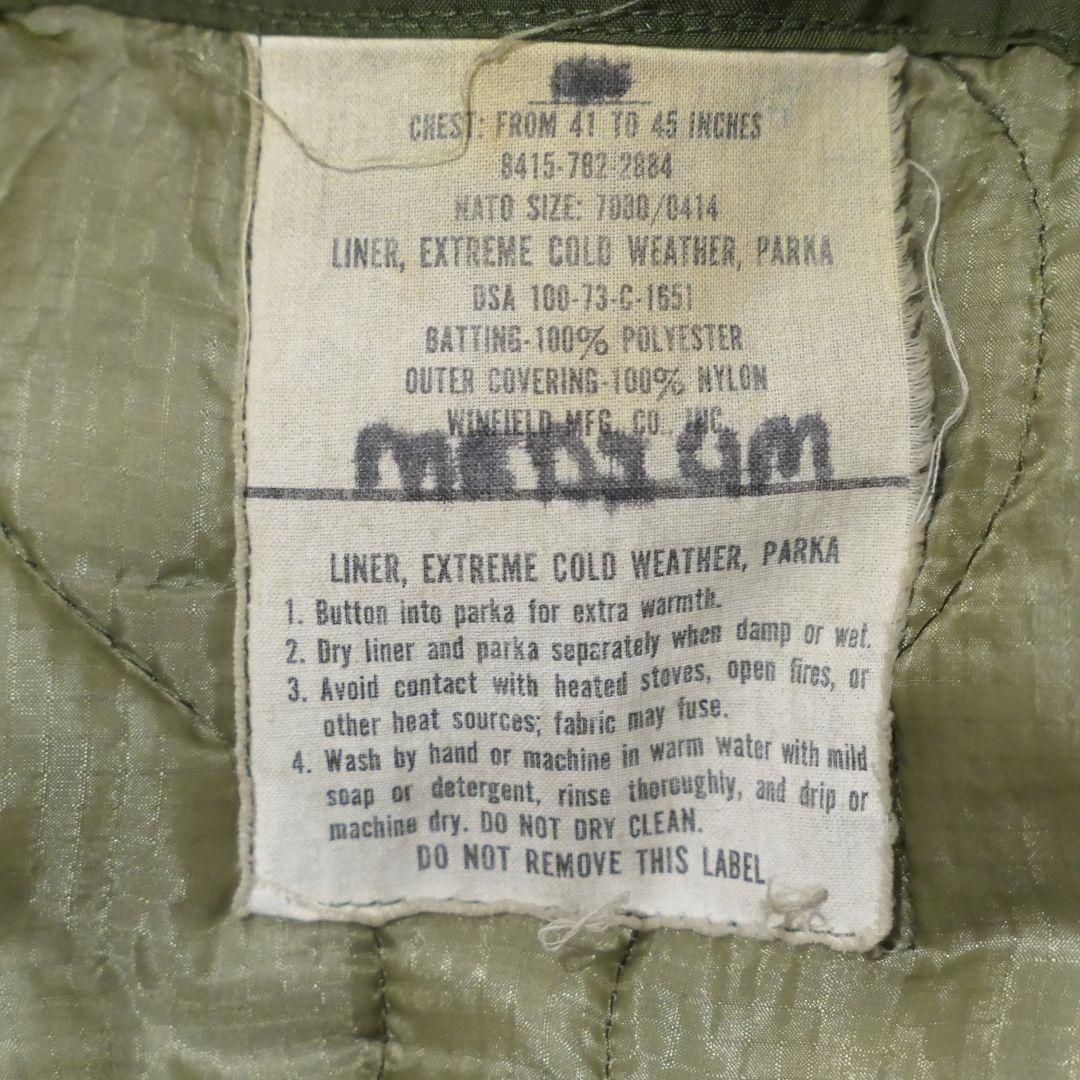 CHEST: FROM 41 TO 45 INCHES
8415-782-2884
NATO SIZE: 7080/0414
LINER, EXTREME COLD WEATHER, PARKA
DSA 100-73-C-1651
BATTING-100% POLYESTER
OUTER COVERING-100% NYLON
WINFIELD MFG. CO., INC.
MEDIUM
LINER, EXTREME COLD WEATHER, PARKA
1. Button into parka for extra warmth.
2. Dry liner and parka separately when damp or wet.
3. Avoid contact with heated stoves, open fires, or
other heat sources; fabric may fuse.
4. Wash by hand or machine in warm water with mild
soap or detergent, rinse thoroughly, and drip or
machine dry. DO NOT DRY CLEAN.
DO NOT REMOVE THIS LABEL